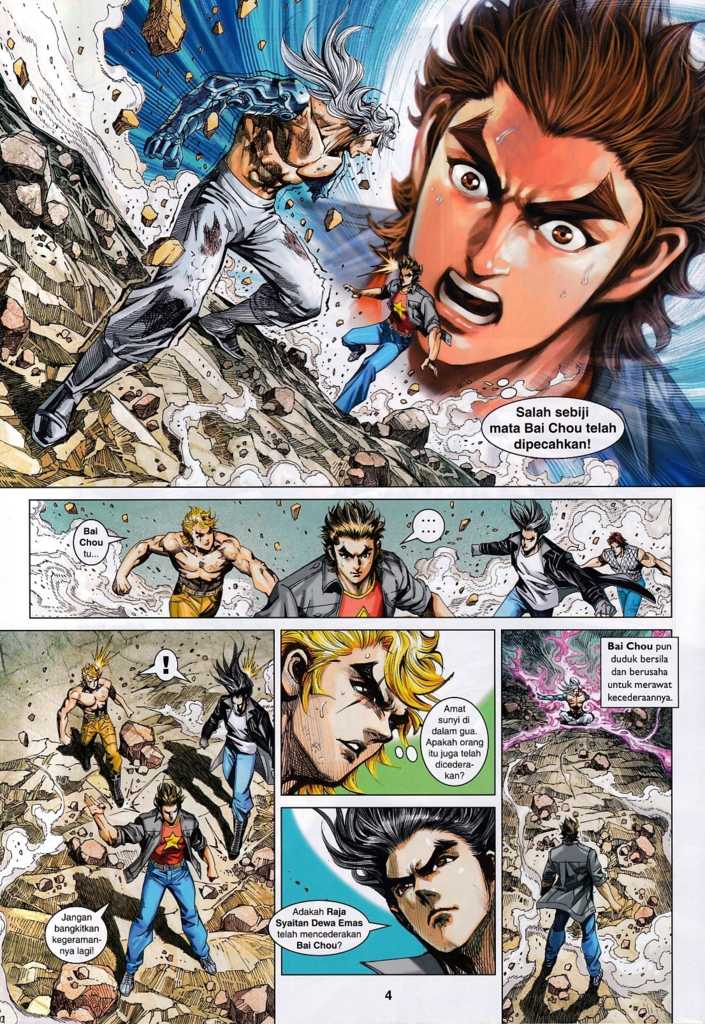 Salah sebiji
mata Bai Chou telah
dipecahkan!
Bai
Chou
tu...
...
!
Jangan
bangkitkan
kegeraman-
nya lagi!
Amat
sunyi di
dalam gua.
Apakah orang
itu juga telah
dicedera-
kan?
Adakah Raja
Syaitan Dewa Emas
telah mencederakan
Bai Chou?
Bai Chou pun
duduk bersila
dan berusaha
untuk merawat
kecederaannya.
4